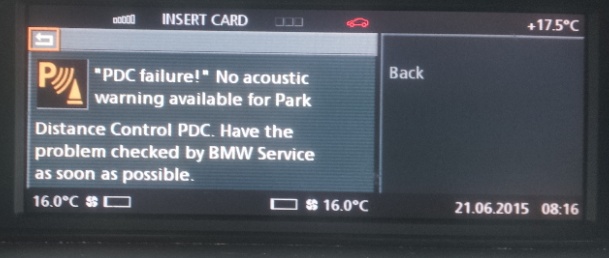 INSERT CARD
+17.5°C
Back
P "PDC failure!" No acoustic
warning available for Park
Distance Control PDC. Have the
problem checked by BMW Service
as soon as possible.
16.0°C
16.0°C
21.06.2015 08:16